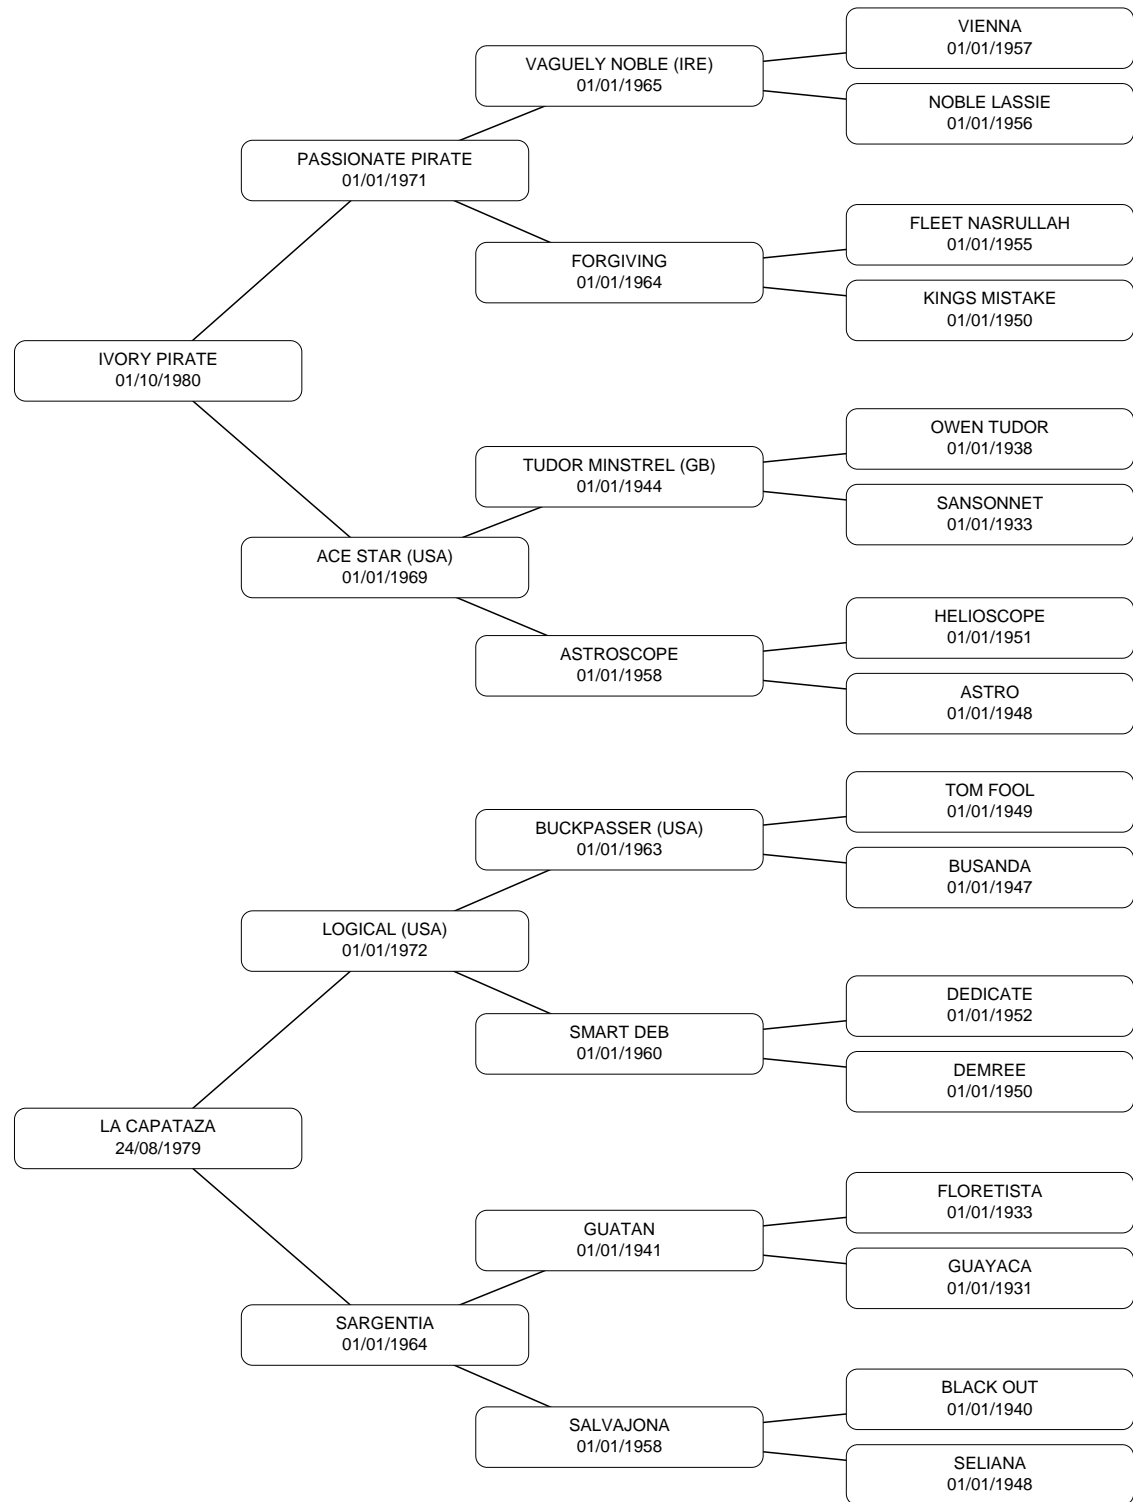 VIENNA
01/01/1957
VAGUELY NOBLE (IRE)
01/01/1965
NOBLE LASSIE
01/01/1956
PASSIONATE PIRATE
01/01/1971
FLEET NASRULLAH
01/01/1955
FORGIVING
01/01/1964
KINGS MISTAKE
01/01/1950
IVORY PIRATE
01/10/1980
OWEN TUDOR
01/01/1938
TUDOR MINSTREL (GB)
01/01/1944
SANSONNET
01/01/1933
ACE STAR (USA)
01/01/1969
HELIOSCOPE
01/01/1951
ASTROSCOPE
01/01/1958
ASTRO
01/01/1948
TOM FOOL
01/01/1949
BUCKPASSER (USA)
01/01/1963
BUSANDA
01/01/1947
LOGICAL (USA)
01/01/1972
DEDICATE
01/01/1952
SMART DEB
01/01/1960
DEMREE
01/01/1950
LA CAPATAZA
24/08/1979
FLORETISTA
01/01/1933
GUATAN
01/01/1941
GUAYACA
01/01/1931
SARGENTIA
01/01/1964
BLACK OUT
01/01/1940
SALVAJONA
01/01/1958
SELIANA
01/01/1948